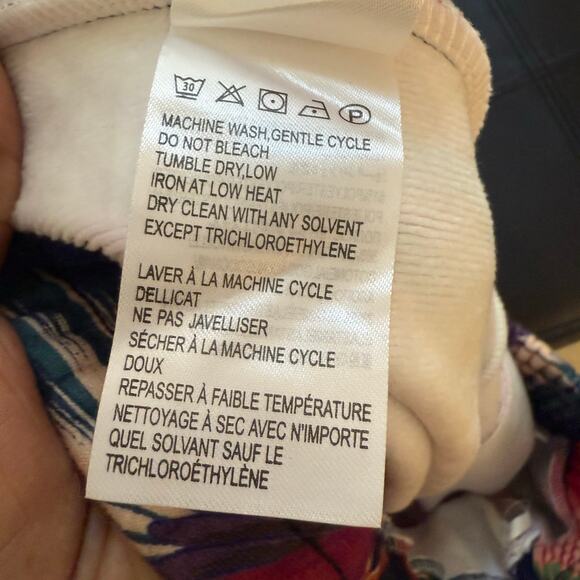 30
P
MACHINE WASH,GENTLE CYCLE
DO NOT BLEACH
TUMBLE DRY,LOW
IRON AT LOW HEAT
DRY CLEAN WITH ANY SOLVENT
EXCEPT TRICHLOROETHYLENE
LAVER À LA MACHINE CYCLE
DELLICAT
NE PAS JAVELLISER
SÉCHER À LA MACHINE CYCLE
DOUX
REPASSER À FAIBLE TEMPÉRATURE
NETTOYAGE À SEC AVEC N'IMPORTE
QUEL SOLVANT SAUF LE
TRICHLOROÉTHYLÈNE